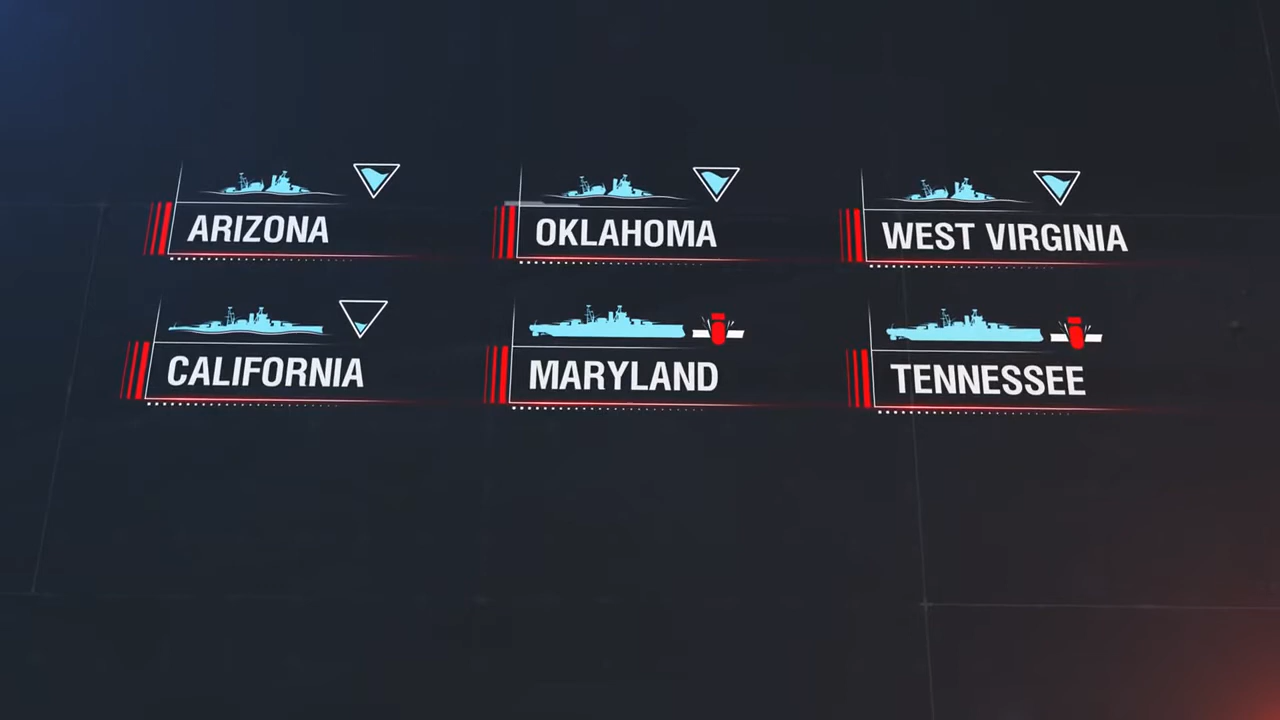 ARIZONA
OKLAHOMA
WEST VIRGINIA
CALIFORNIA
MARYLAND
TENNESSEE